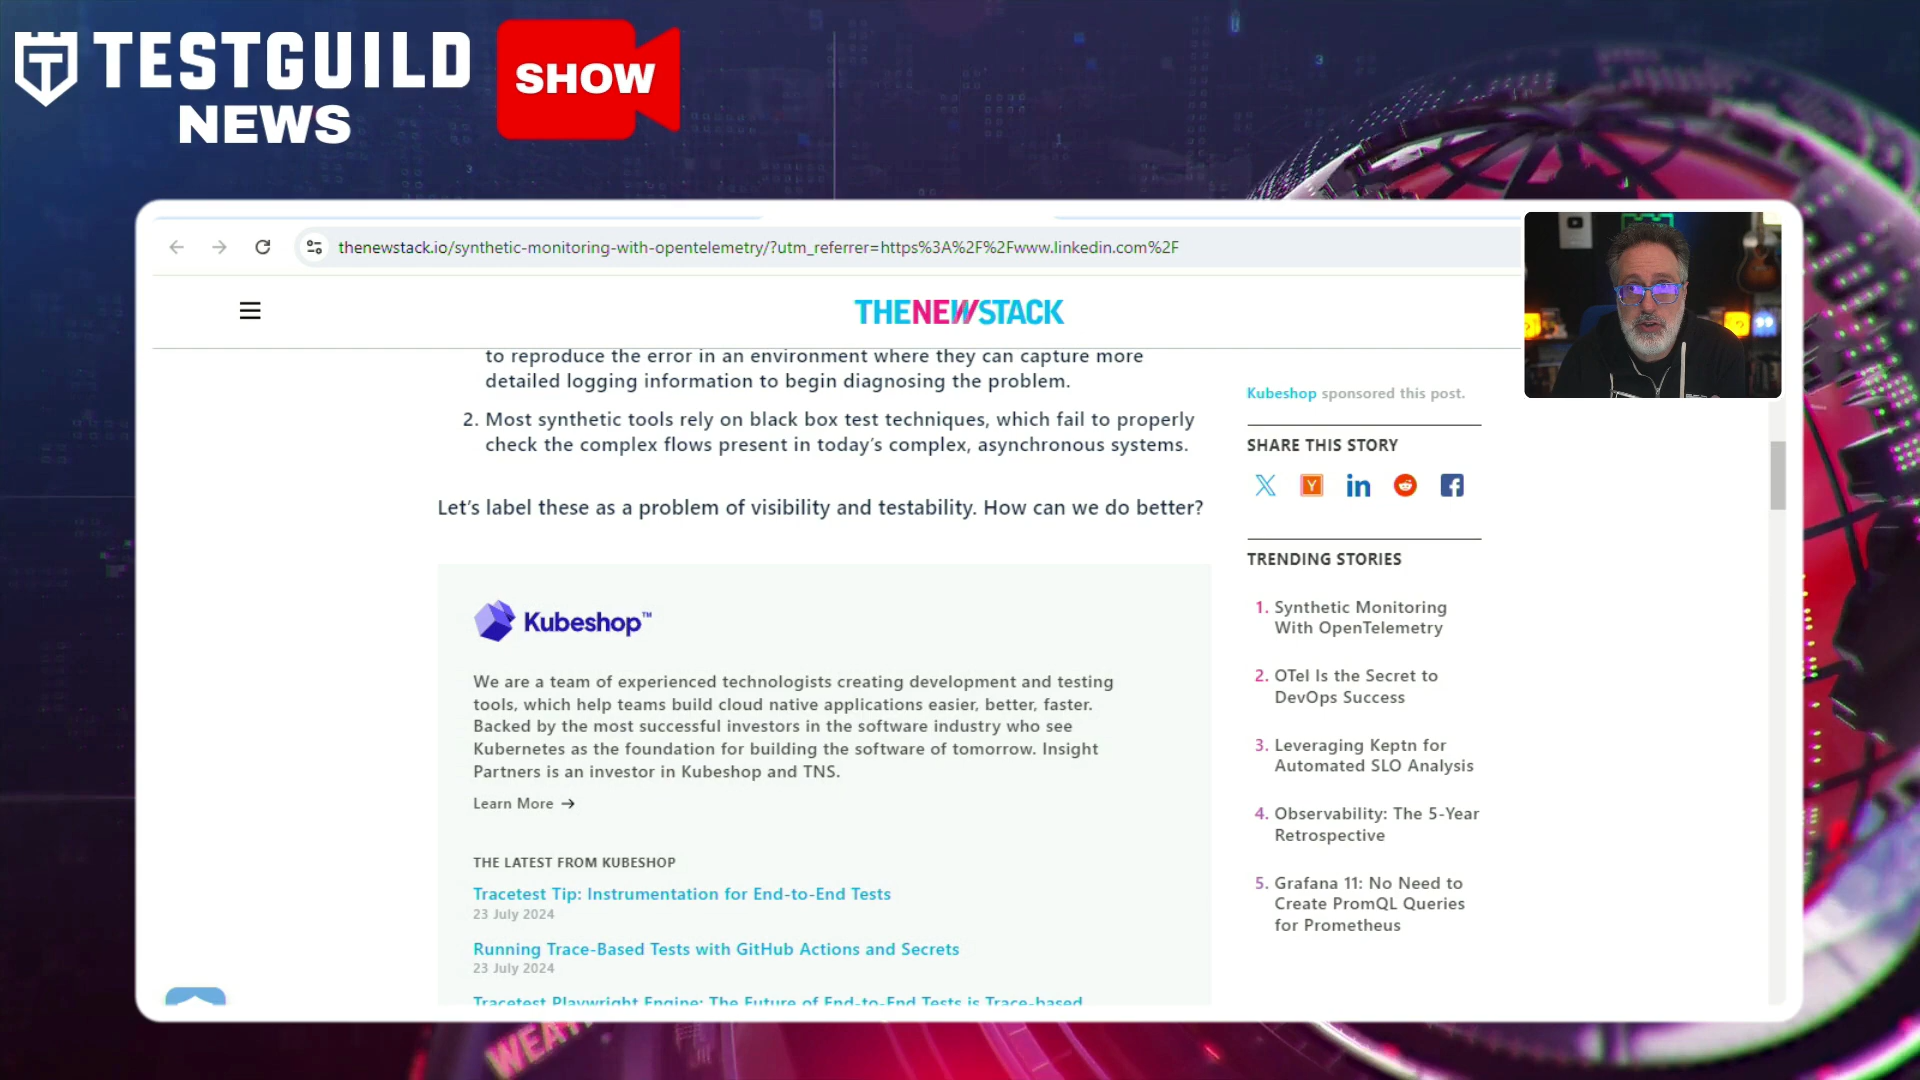 TESTGUILD
NEWS
SHOW
thenewstack.io/synthetic-monitoring-with-opentelemetry/?utm_referrer=https%3A%2F%2Fwww.linkedin.com%2F
THENEWSTACK
to reproduce the error in an environment where they can capture more
detailed logging information to begin diagnosing the problem.
2. Most synthetic tools rely on black box test techniques, which fail to properly
check the complex flows present in today's complex, asynchronous systems.
Let's label these as a problem of visibility and testability. How can we do better?
Kubeshop™
We are a team of experienced technologists creating development and testing
tools, which help teams build cloud native applications easier, better, faster.
Backed by the most successful investors in the software industry who see
Kubernetes as the foundation for building the software of tomorrow. Insight
Partners is an investor in Kubeshop and TNS.
Learn More →
THE LATEST FROM KUBESHOP
Tracetest Tip: Instrumentation for End-to-End Tests
23 July 2024
Running Trace-Based Tests with GitHub Actions and Secrets
23 July 2024
Tracetest Playwright Engine: The Future of End-to-End Tests is Trace-based
Kubeshop sponsored this post.
SHARE THIS STORY
TRENDING STORIES
1. Synthetic Monitoring
With OpenTelemetry
2. OTel Is the Secret to
DevOps Success
3. Leveraging Keptn for
Automated SLO Analysis
4. Observability: The 5-Year
Retrospective
5. Grafana 11: No Need to
Create PromQL Queries
for Prometheus